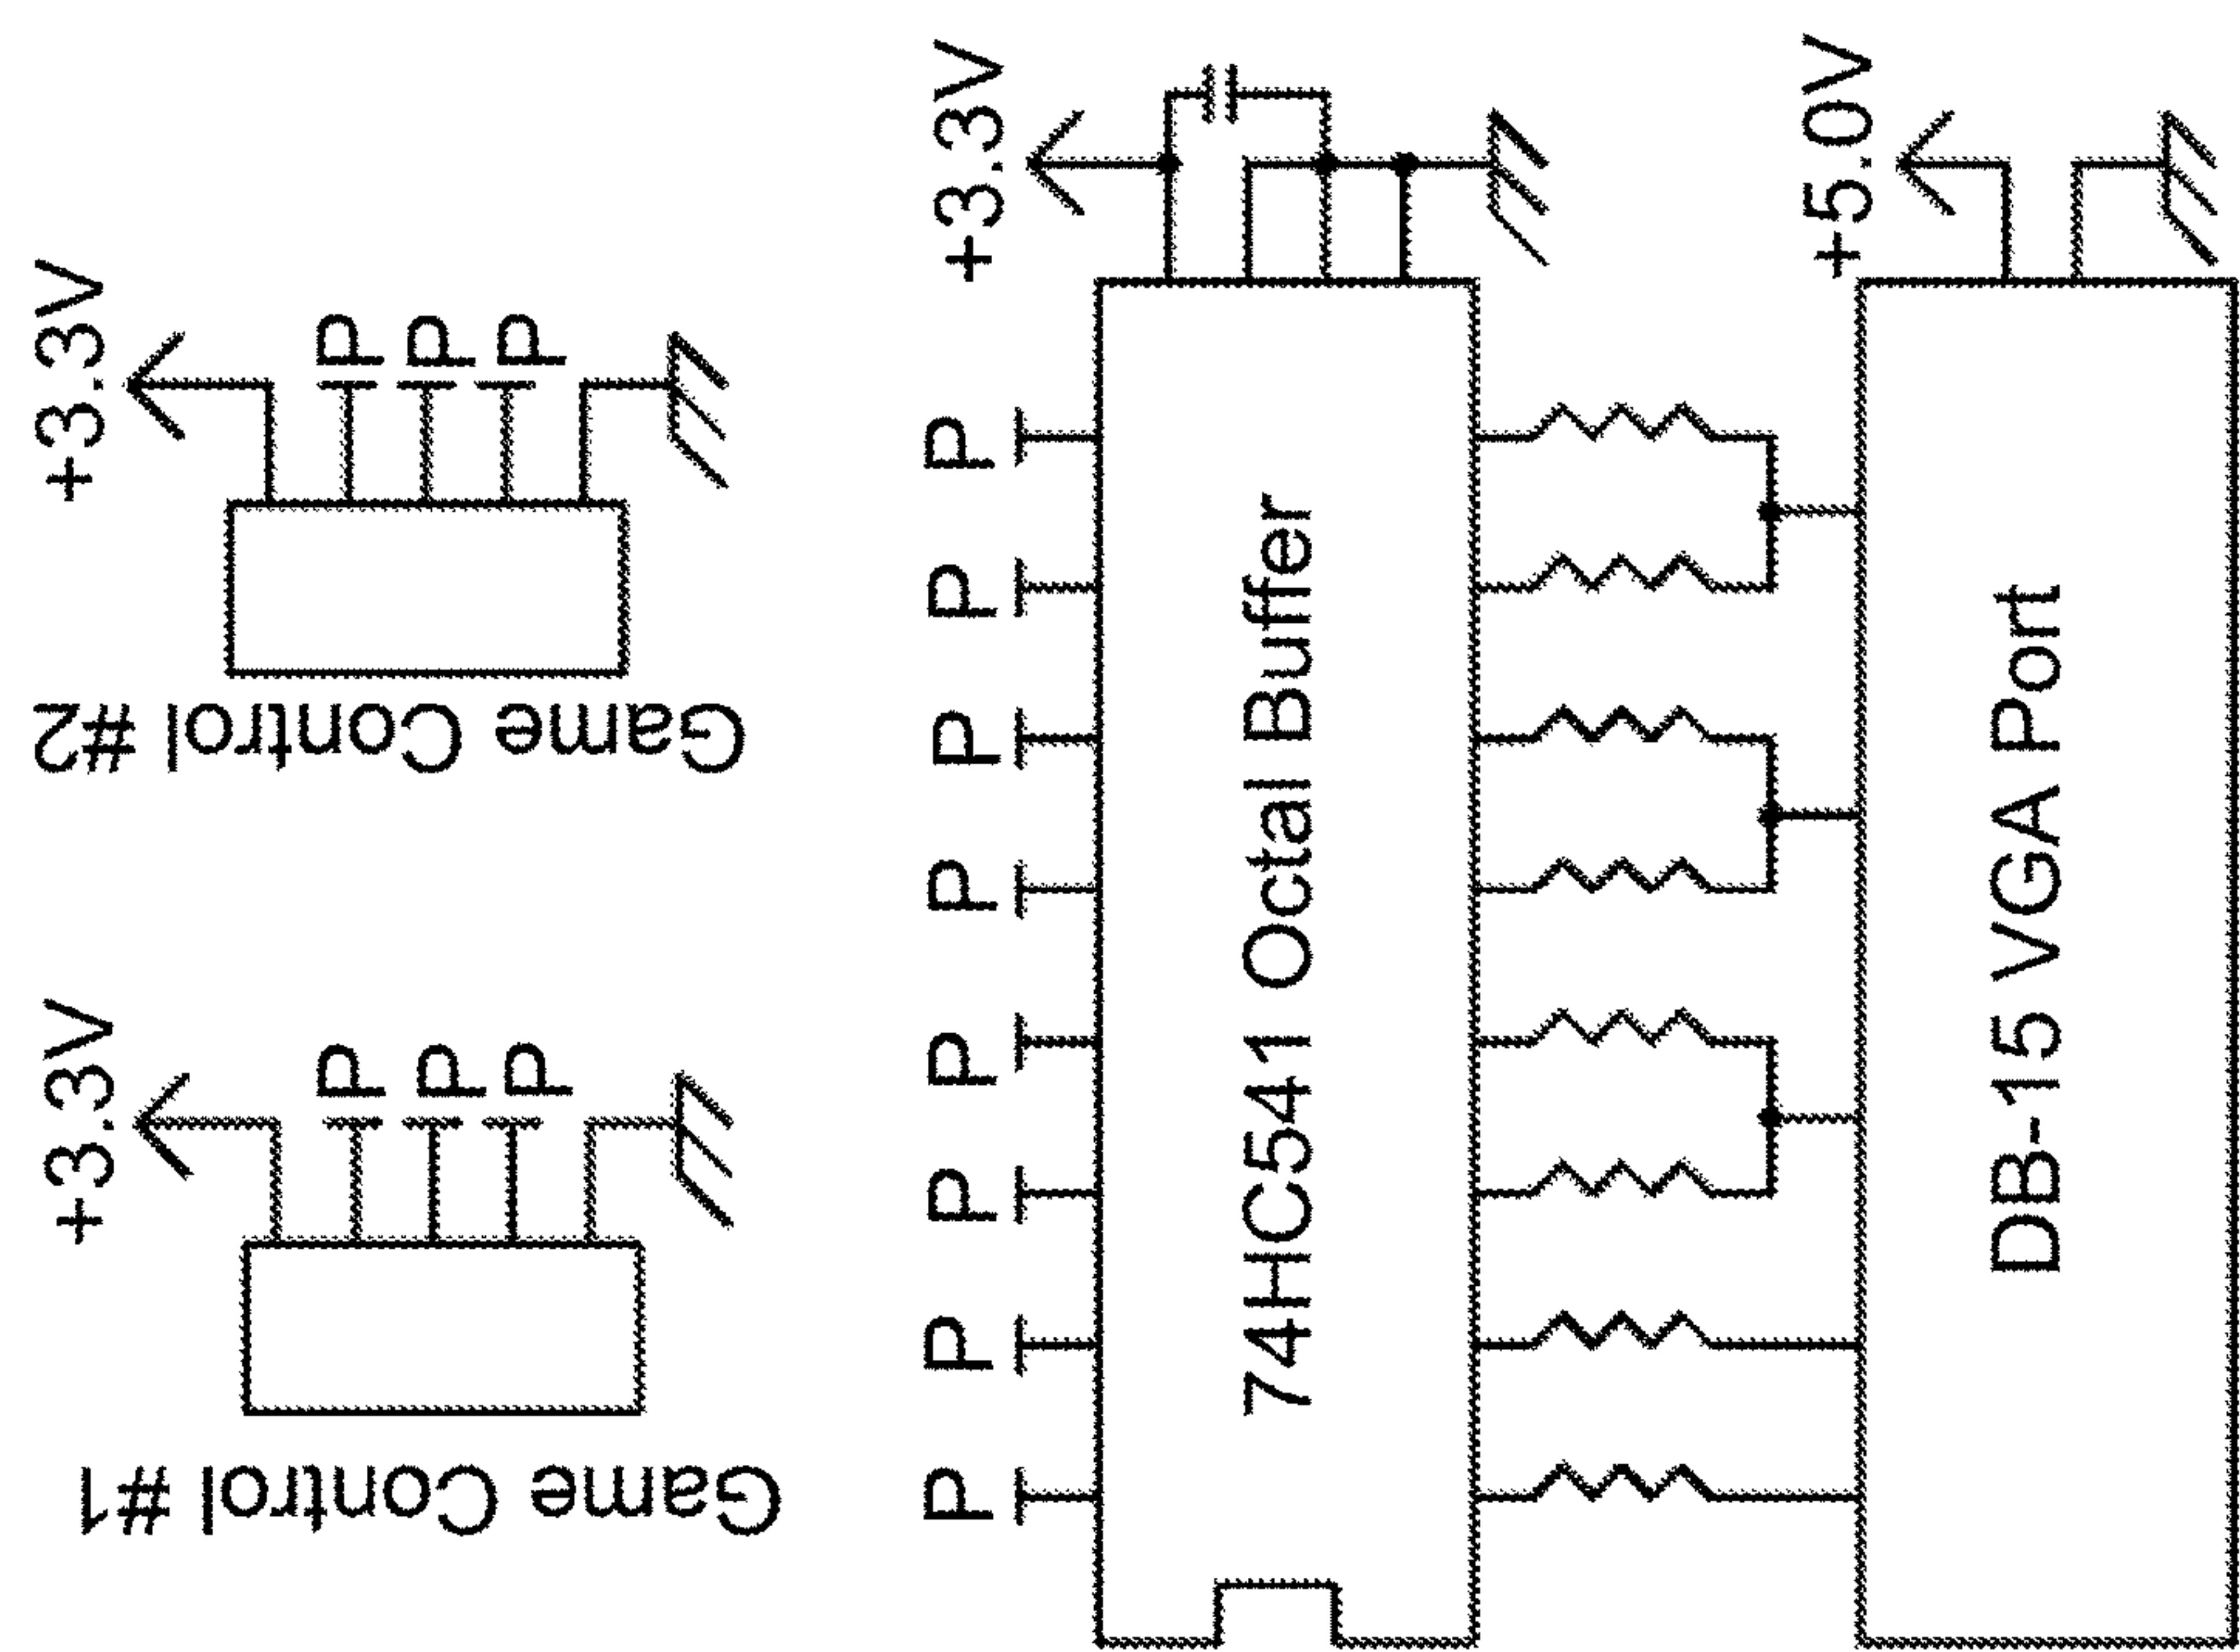 +3.3V
P
P
P
Game Control #1
+3.3V
P
P
P
Game Control #2
+3.3V
P
P
P
P
P
P
P
P
74HC541 Octal Buffer
+5.0V
DB-15 VGA Port